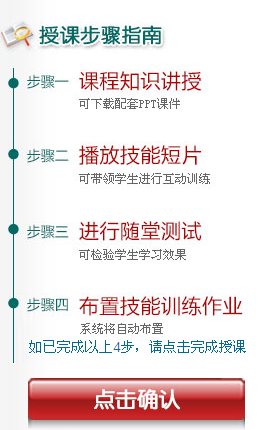 授课步骤指南
步骤一 课程知识讲授
可下载配套PPT课件
步骤二 播放技能短片
可带领学生进行互动训练
步骤三 进行随堂测试
可检验学生学习效果
步骤四 布置技能训练作业
系统将自动布置
如已完成以上4步，请点击完成授课
点击确认